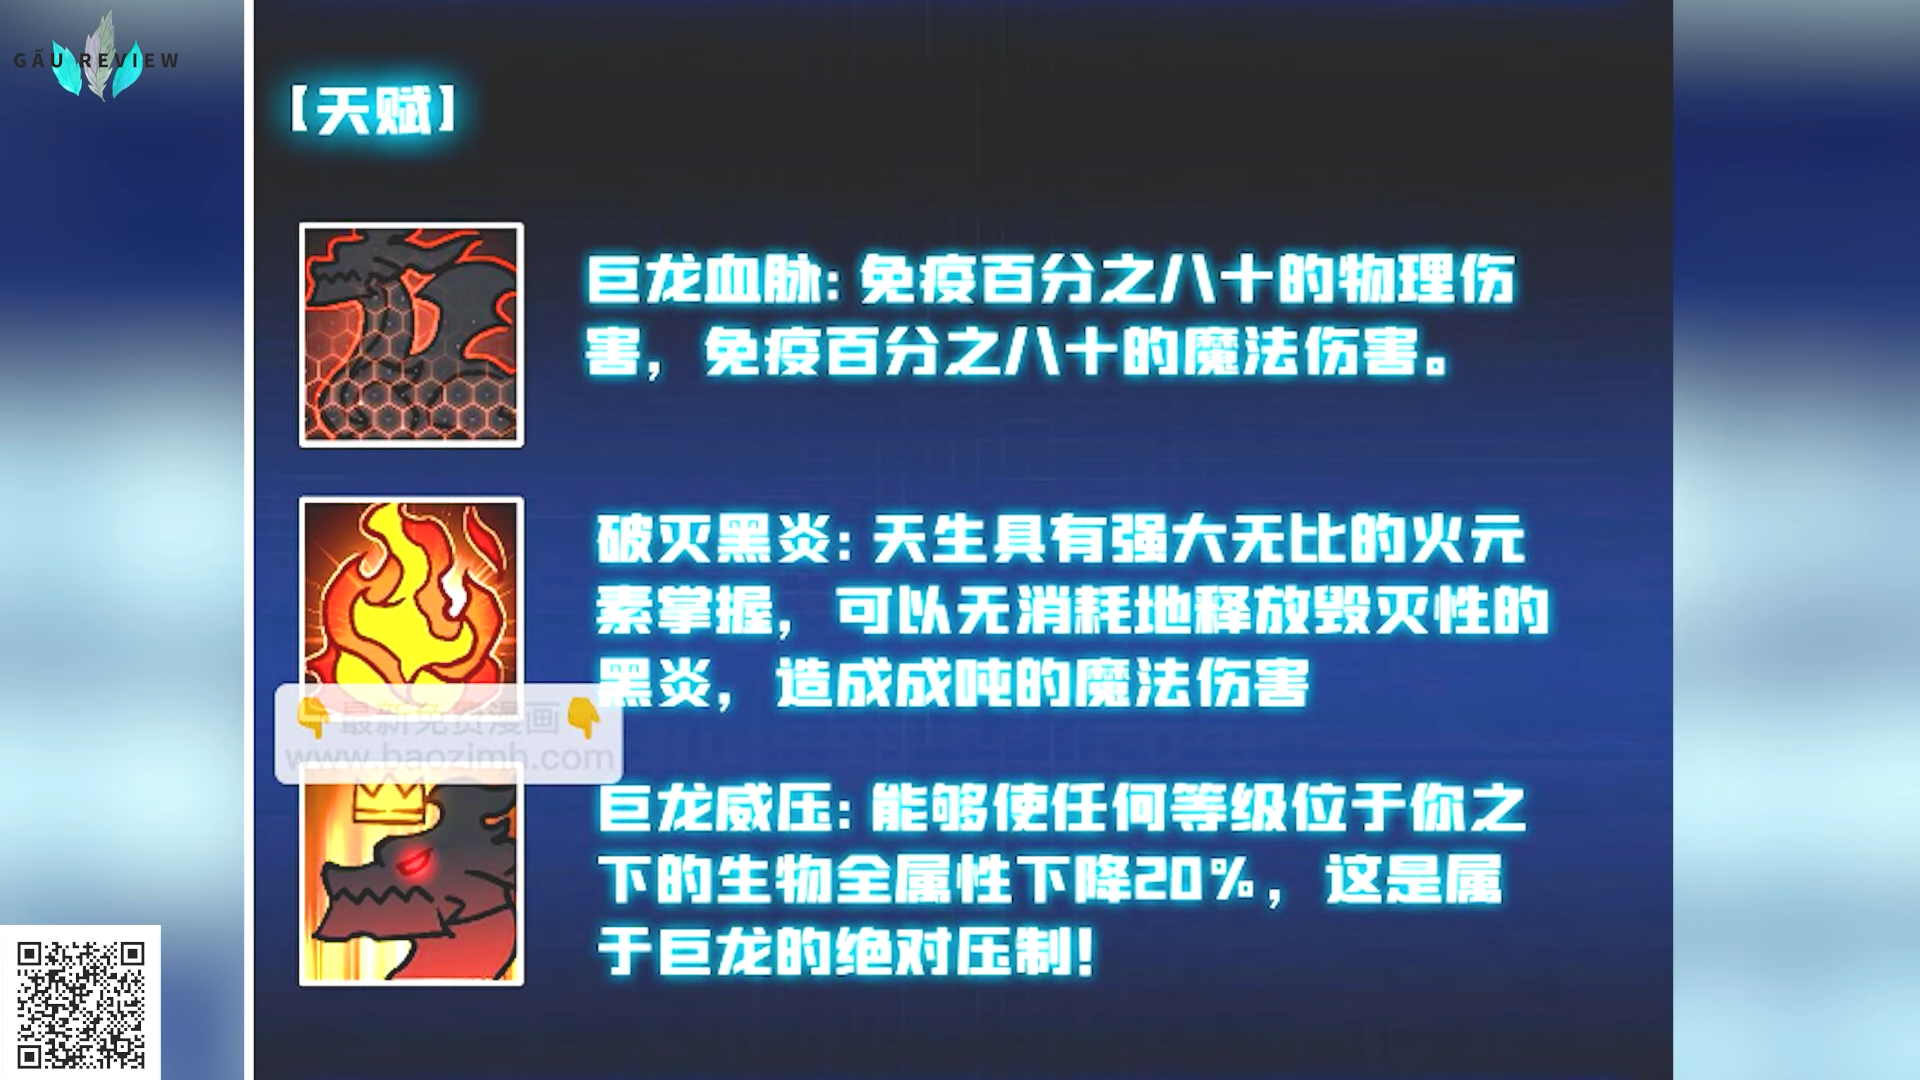 GẤU REVIEW
【天赋】
巨龙血脉: 免疫百分之八十的物理伤
害，免疫百分之八十的魔法伤害。
破灭黑炎: 天生具有强大无比的火元
素掌握，可以无消耗地释放毁灭性的
黑炎，造成成吨的魔法伤害
👇最新免费漫画👇
www.baozimh.com
巨龙威压: 能够使任何等级位于你之
下的生物全属性下降20%，这是属
于巨龙的绝对压制!